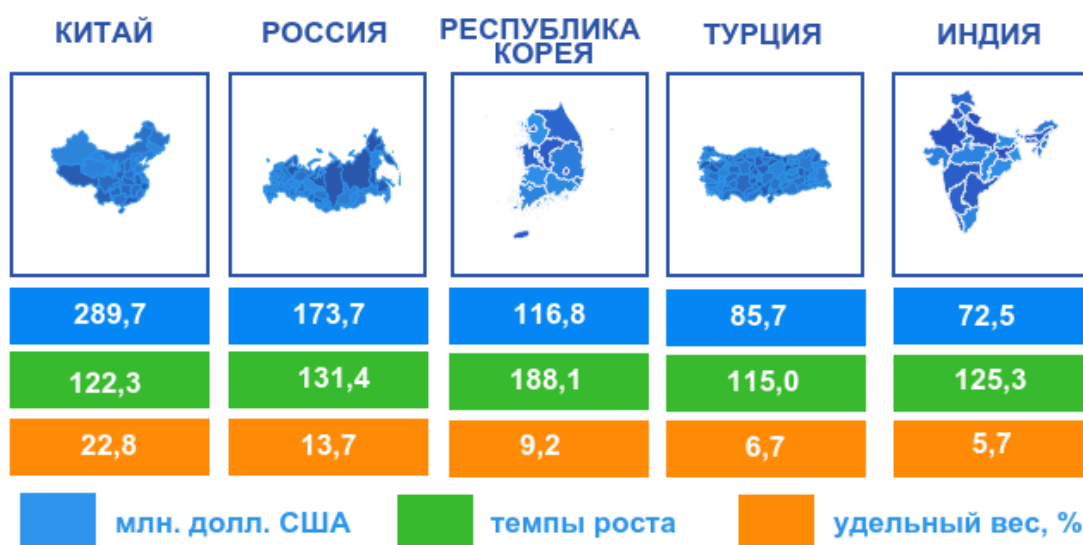 КИТАЙ
РОССИЯ
РЕСПУБЛИКА
КОРЕЯ
ТУРЦИЯ
ИНДИЯ
289,7
173,7
116,8
85,7
72,5
122,3
131,4
188,1
115,0
125,3
22,8
13,7
9,2
6,7
5,7
млн. долл. США
темпы роста
удельный вес, %